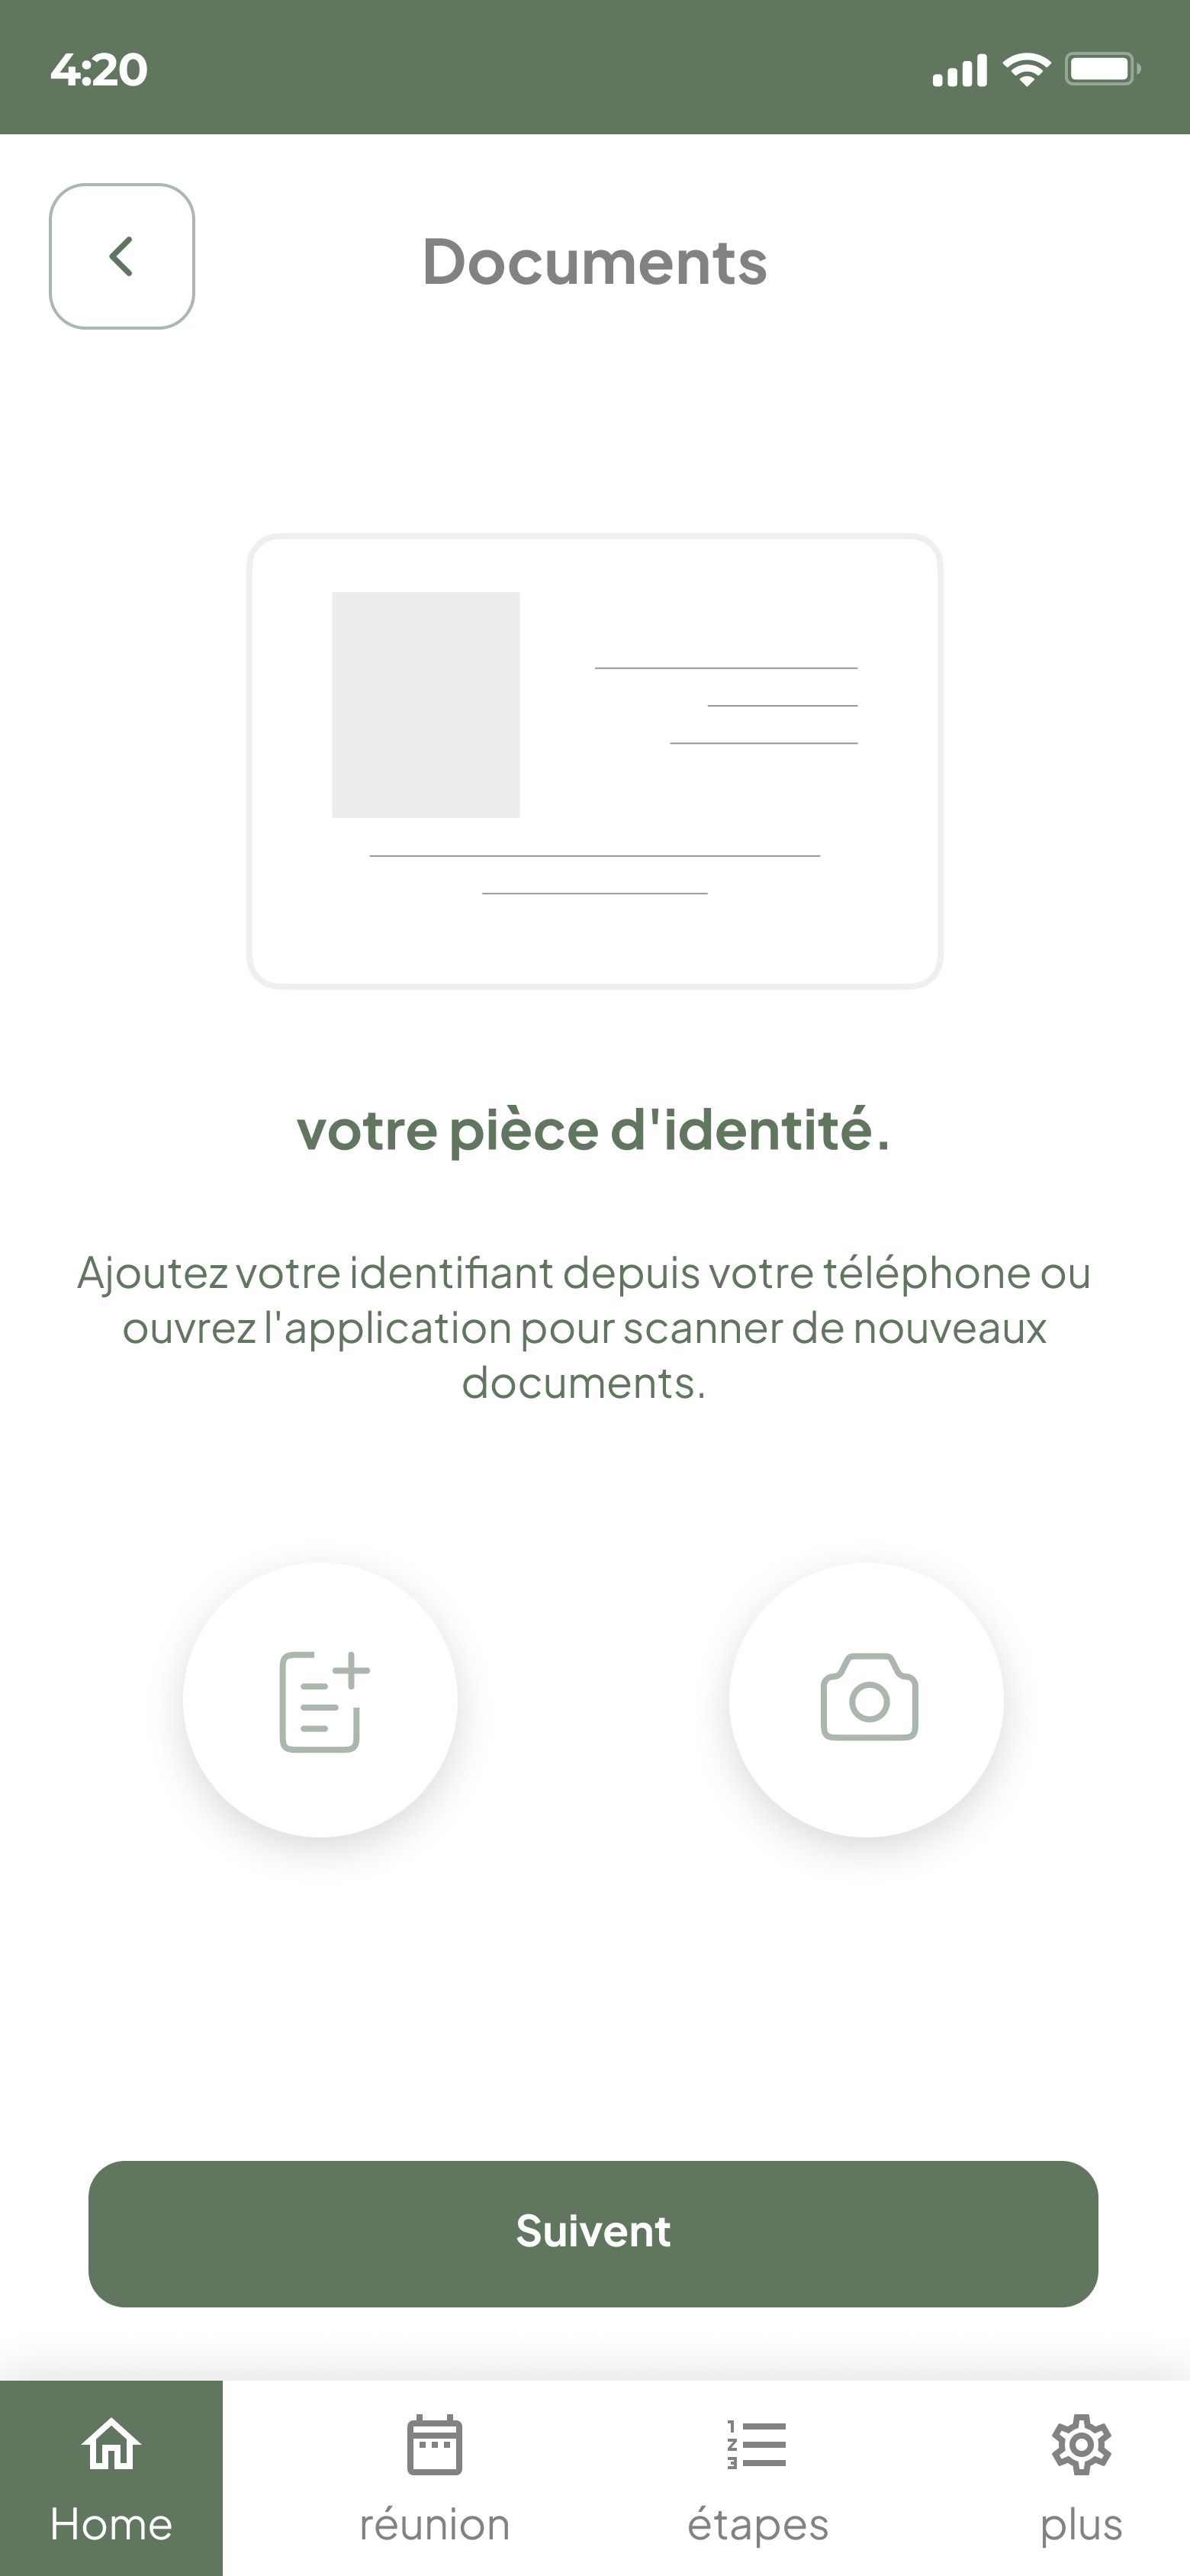 4:20
Documents
votre pièce d'identité.
Ajoutez votre identifiant depuis votre téléphone ou
ouvrez l'application pour scanner de nouveaux
documents.
Suivent
Home
réunion
étapes
plus